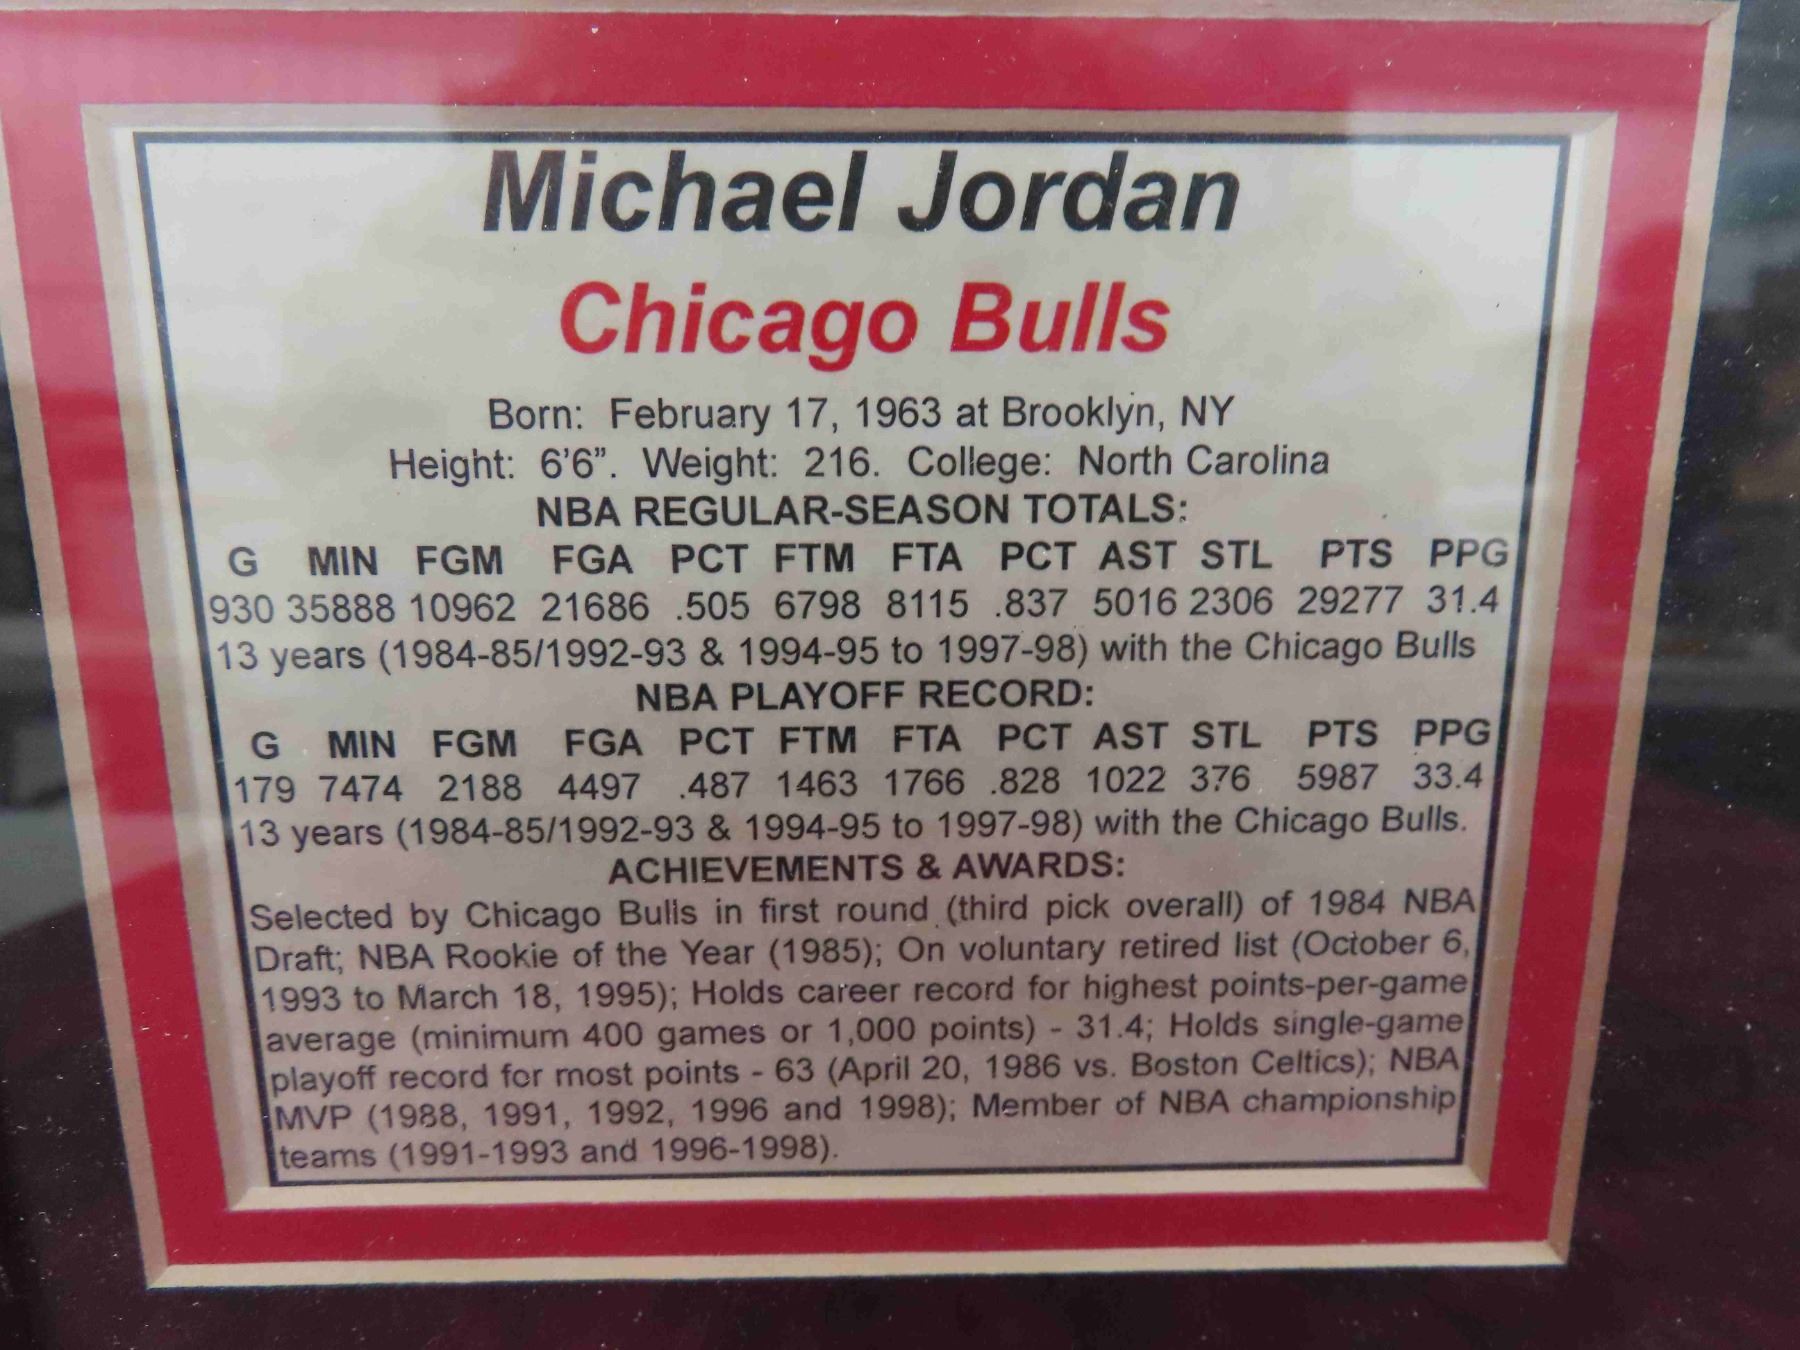 Michael Jordan
Chicago Bulls
Born: February 17, 1963 at Brooklyn, NY
Height: 6'6”. Weight: 216. College: North Carolina
NBA REGULAR-SEASON TOTALS:
G MIN FGM FGA PCT FTM FTA PCT AST STL PTS PPG
930 35888 10962 21686 .505 6798 8115 .837 5016 2306 29277 31.4
13 years (1984-85/1992-93 & 1994-95 to 1997-98) with the Chicago Bulls
NBA PLAYOFF RECORD:
G MIN FGM FGA PCT FTM FTA PCT AST STL PTS PPG
179 7474 2188 4497 .487 1463 1766 .828 1022 376 5987 33.4
13 years (1984-85/1992-93 & 1994-95 to 1997-98) with the Chicago Bulls.
ACHIEVEMENTS & AWARDS:
Selected by Chicago Bulls in first round (third pick overall) of 1984 NBA
Draft; NBA Rookie of the Year (1985); On voluntary retired list (October 6,
1993 to March 18, 1995); Holds career record for highest points-per-game
average (minimum 400 games or 1,000 points) - 31.4; Holds single-game
playoff record for most points - 63 (April 20, 1986 vs. Boston Celtics); NBA
MVP (1988, 1991, 1992, 1996 and 1998); Member of NBA championship
teams (1991-1993 and 1996-1998).